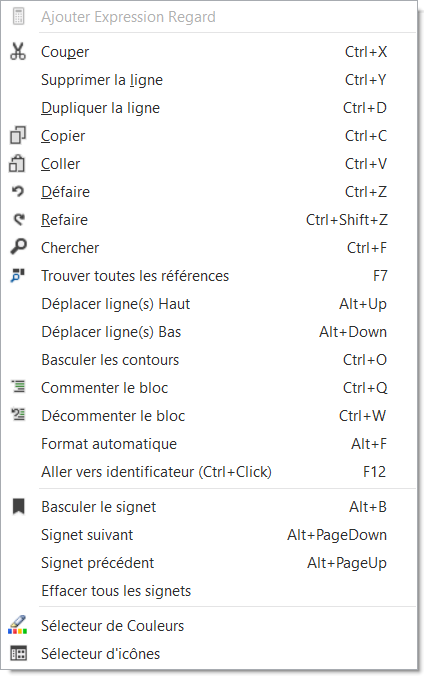 Ajouter Expression Regard
Couper Ctrl+X
Supprimer la ligne Ctrl+Y
Dupliquer la ligne Ctrl+D
Copier Ctrl+C
Coller Ctrl+V
Défaire Ctrl+Z
Refaire Ctrl+Shift+Z
Chercher Ctrl+F
Trouver toutes les références F7
Déplacer ligne(s) Haut Alt+Up
Déplacer ligne(s) Bas Alt+Down
Basculer les contours Ctrl+O
Commenter le bloc Ctrl+Q
Décommenter le bloc Ctrl+W
Format automatique Alt+F
Aller vers identificateur (Ctrl+Click) F12
Basculer le signet Alt+B
Signet suivant Alt+PageDown
Signet précédent Alt+PageUp
Effacer tous les signets
Sélecteur de Couleurs
Sélecteur d'icônes